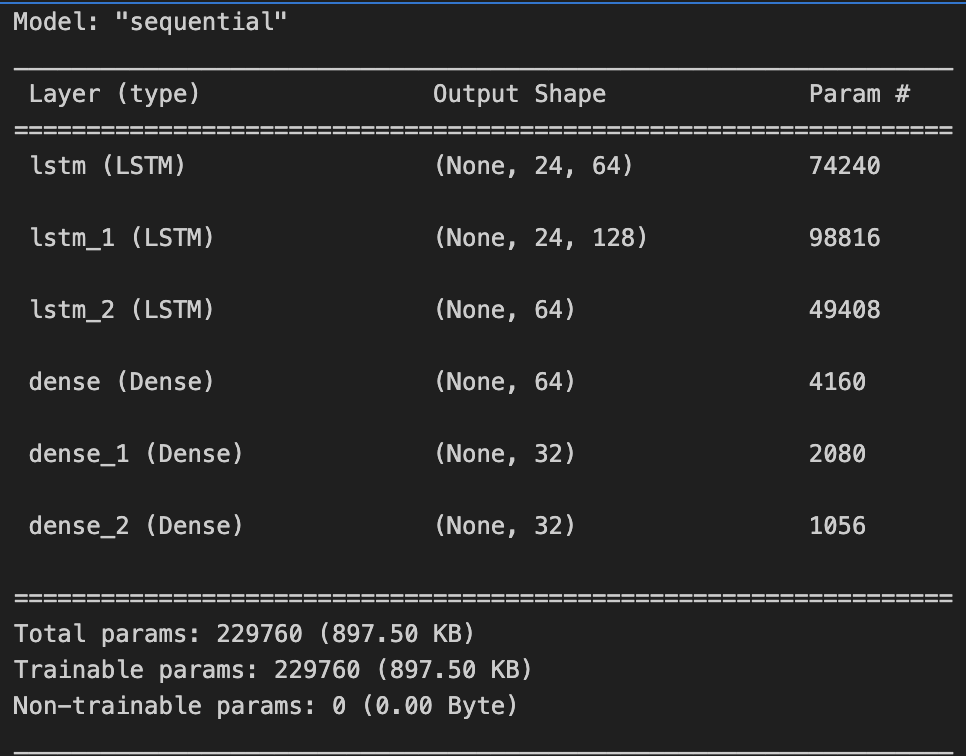 Model: "sequential"
Layer (type) Output Shape Param #
=================================================================
lstm (LSTM) (None, 24, 64) 74240
lstm_1 (LSTM) (None, 24, 128) 98816
lstm_2 (LSTM) (None, 64) 49408
dense (Dense) (None, 64) 4160
dense_1 (Dense) (None, 32) 2080
dense_2 (Dense) (None, 32) 1056
=================================================================
Total params: 229760 (897.50 KB)
Trainable params: 229760 (897.50 KB)
Non-trainable params: 0 (0.00 Byte)